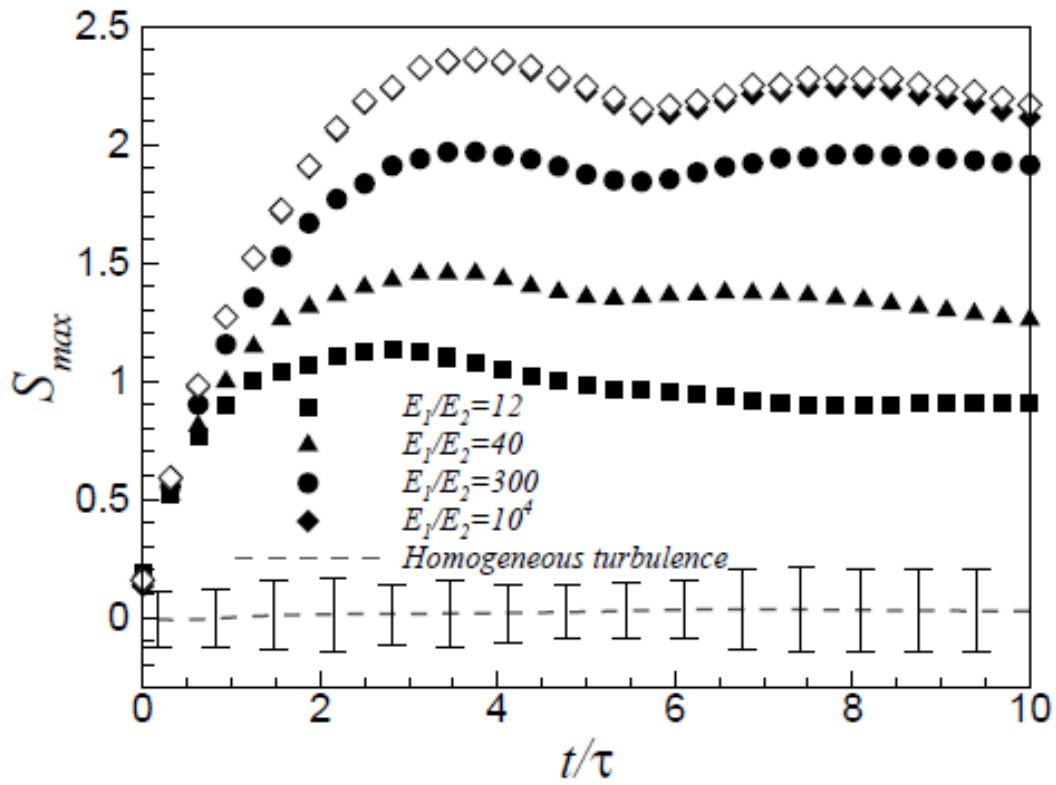 2.5
2
1.5
1
0.5
0
S_max
E_1/E_2=12
E_1/E_2=40
E_1/E_2=300
E_1/E_2=10^4
Homogeneous turbulence
0 2 4 6 8 10
t/τ